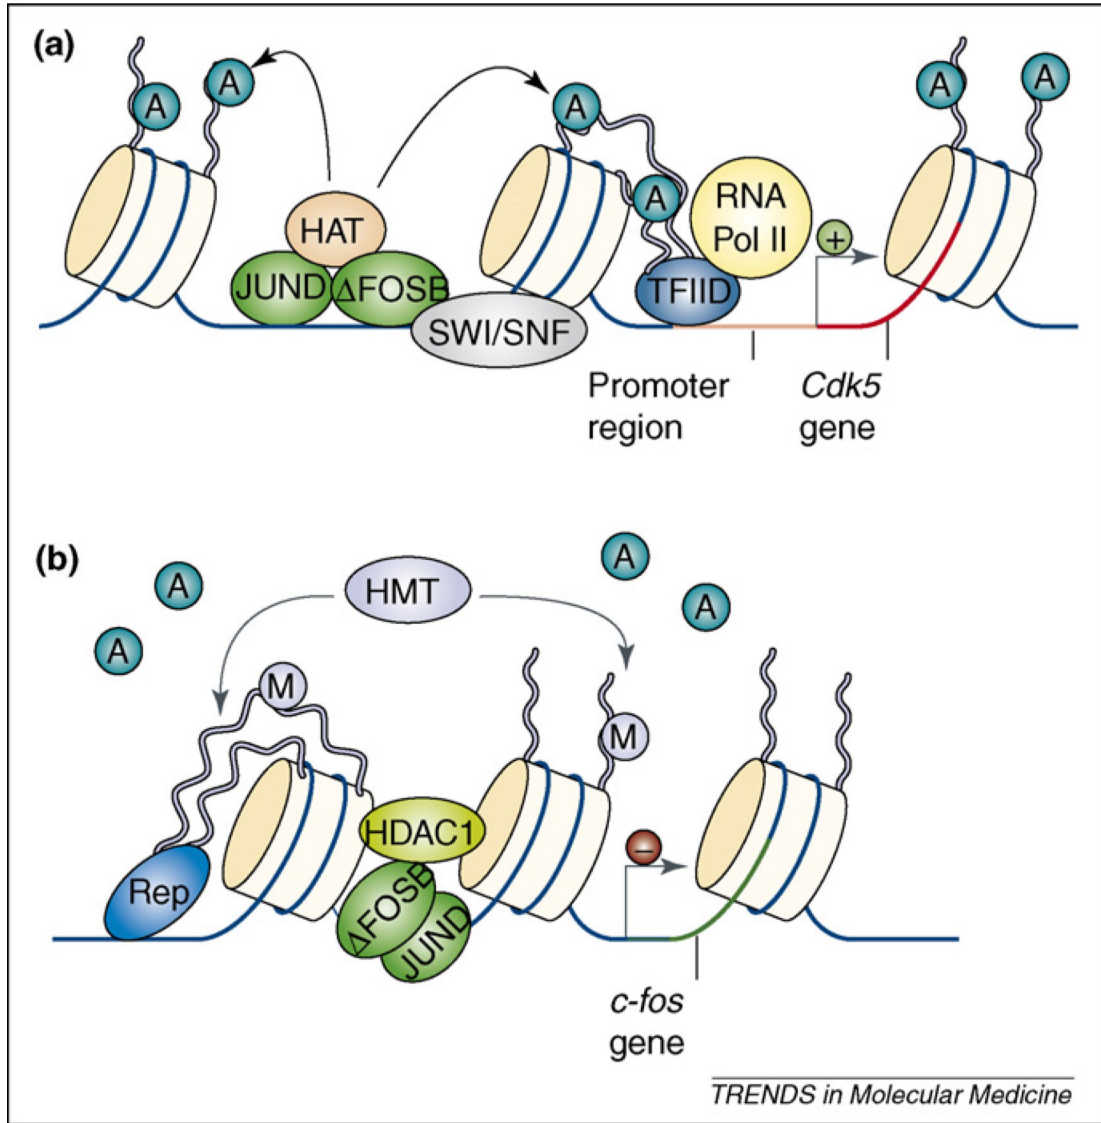 (a)
A
A
A
A
A
A
HAT
JUND
ΔFOSB
SWI/SNF
TFIID
RNA
Pol II
+
Promoter
region
Cdk5
gene
(b)
A
A
HMT
A
A
M
M
HDAC1
Rep
ΔFOSB
JUND
–
c-fos
gene
TRENDS in Molecular Medicine